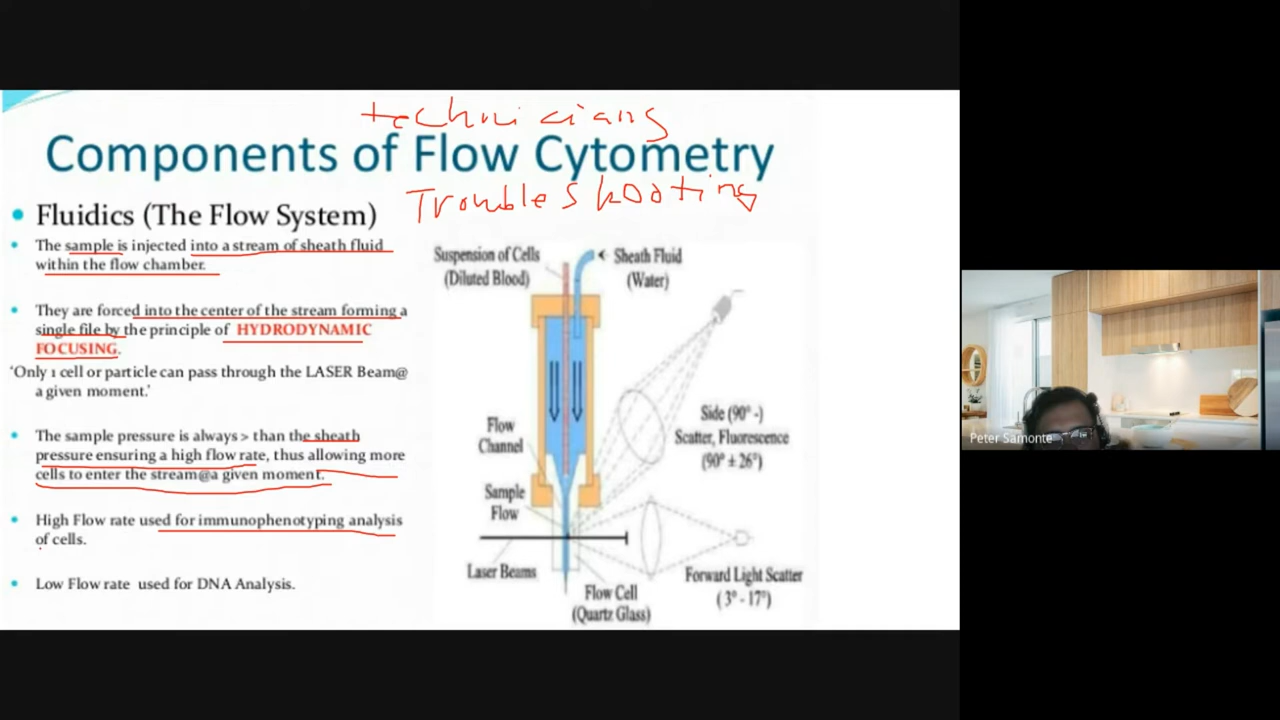 technicians
Components of Flow Cytometry
Troubleshooting
• Fluidics (The Flow System)
• The sample is injected into a stream of sheath fluid
within the flow chamber.
• They are forced into the center of the stream forming a
single file by the principle of HYDRODYNAMIC
FOCUSING.
‘Only 1 cell or particle can pass through the LASER Beam@
a given moment.’
• The sample pressure is always > than the sheath
pressure ensuring a high flow rate, thus allowing more
cells to enter the stream@a given moment.
• High Flow rate used for immunophenotyping analysis
of cells.
• Low Flow rate used for DNA Analysis.
Suspension of Cells
(Diluted Blood)
Sheath Fluid
(Water)
Flow
Channel
Side (90° -)
Scatter, Fluorescence
(90° ± 26°)
Sample
Flow
Laser Beams
Flow Cell
(Quartz Glass)
Forward Light Scatter
(3° - 17°)
Peter Samonte